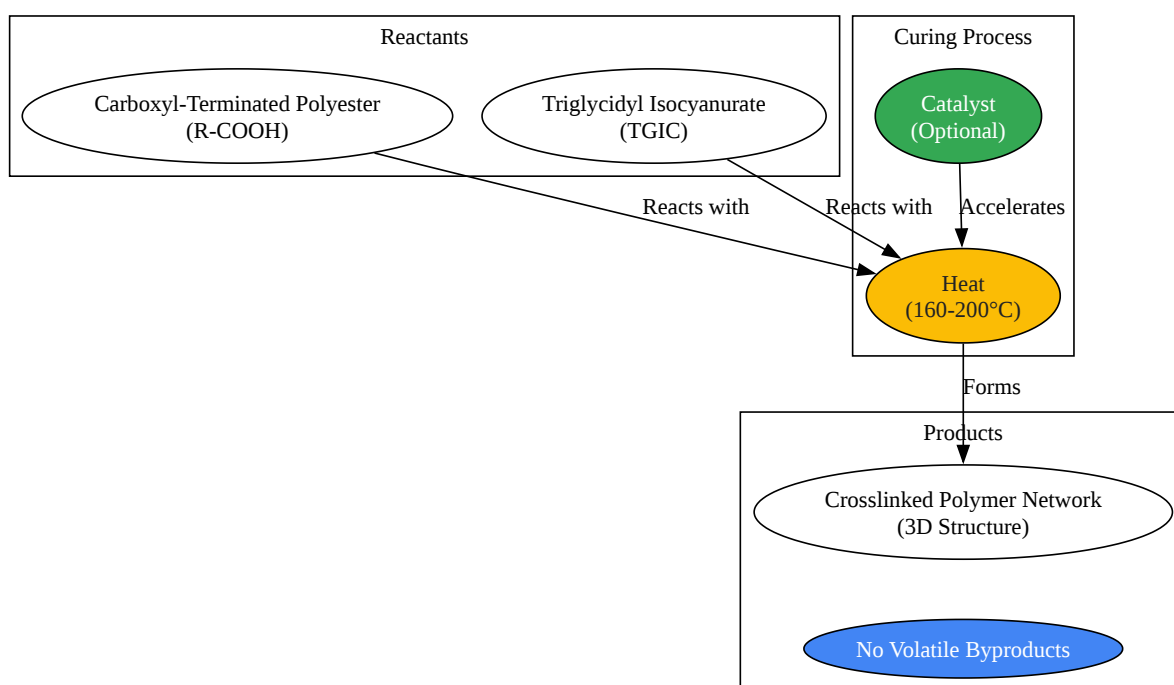 Reactants
Curing Process
Carboxyl-Terminated Polyester
(R-COOH)
Triglycidyl Isocyanurate
(TGIC)
Catalyst
(Optional)
Reacts with
Reacts with
Accelerates
Heat
(160-200°C)
Forms
Products
Crosslinked Polymer Network
(3D Structure)
No Volatile Byproducts